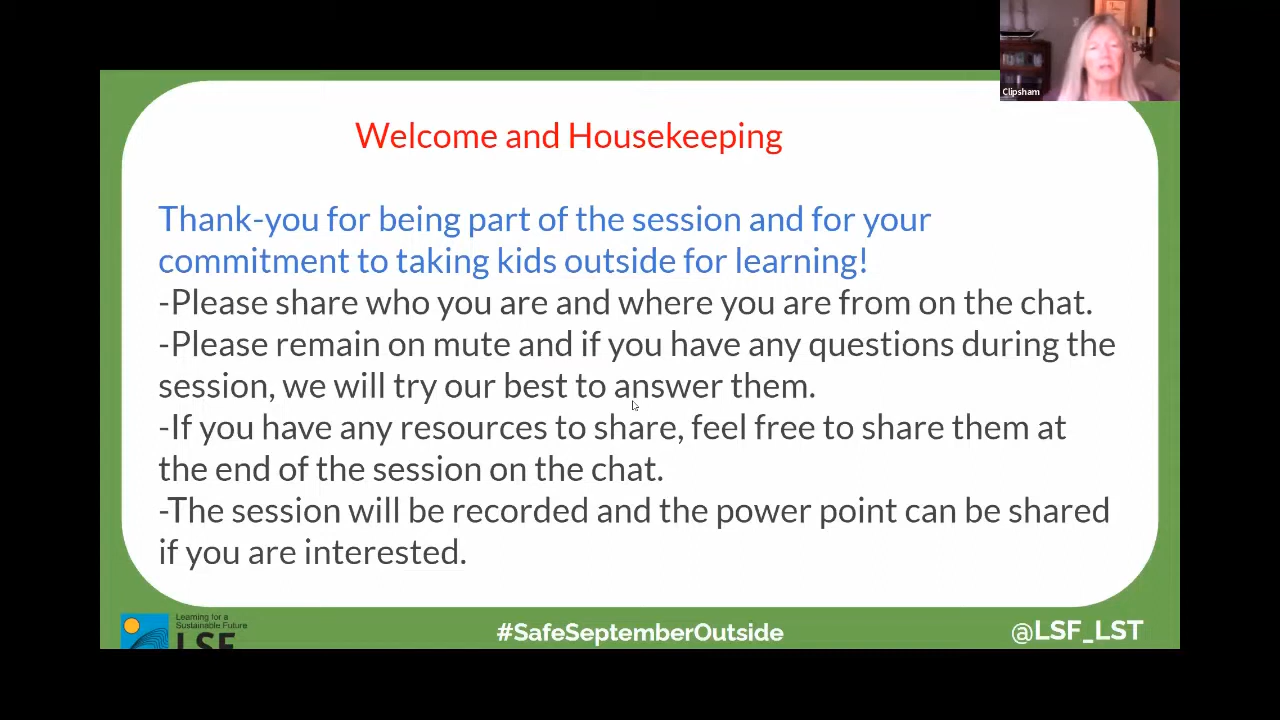 Clipsham
Welcome and Housekeeping
Thank-you for being part of the session and for your
commitment to taking kids outside for learning!
-Please share who you are and where you are from on the chat.
-Please remain on mute and if you have any questions during the
session, we will try our best to answer them.
-If you have any resources to share, feel free to share them at
the end of the session on the chat.
-The session will be recorded and the power point can be shared
if you are interested.
Learning for a
Sustainable Future
LSF
#SafeSeptemberOutside
@LSF_LST